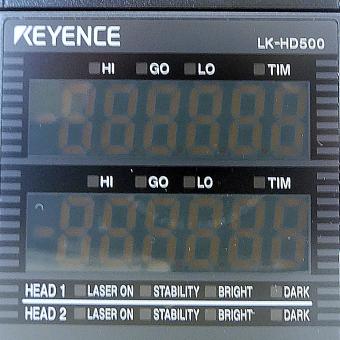 KEYENCE LK-HD500
HI GO LO TIM
HI GO LO TIM
HEAD 1 LASER ON STABILITY BRIGHT DARK
HEAD 2 LASER ON STABILITY BRIGHT DARK